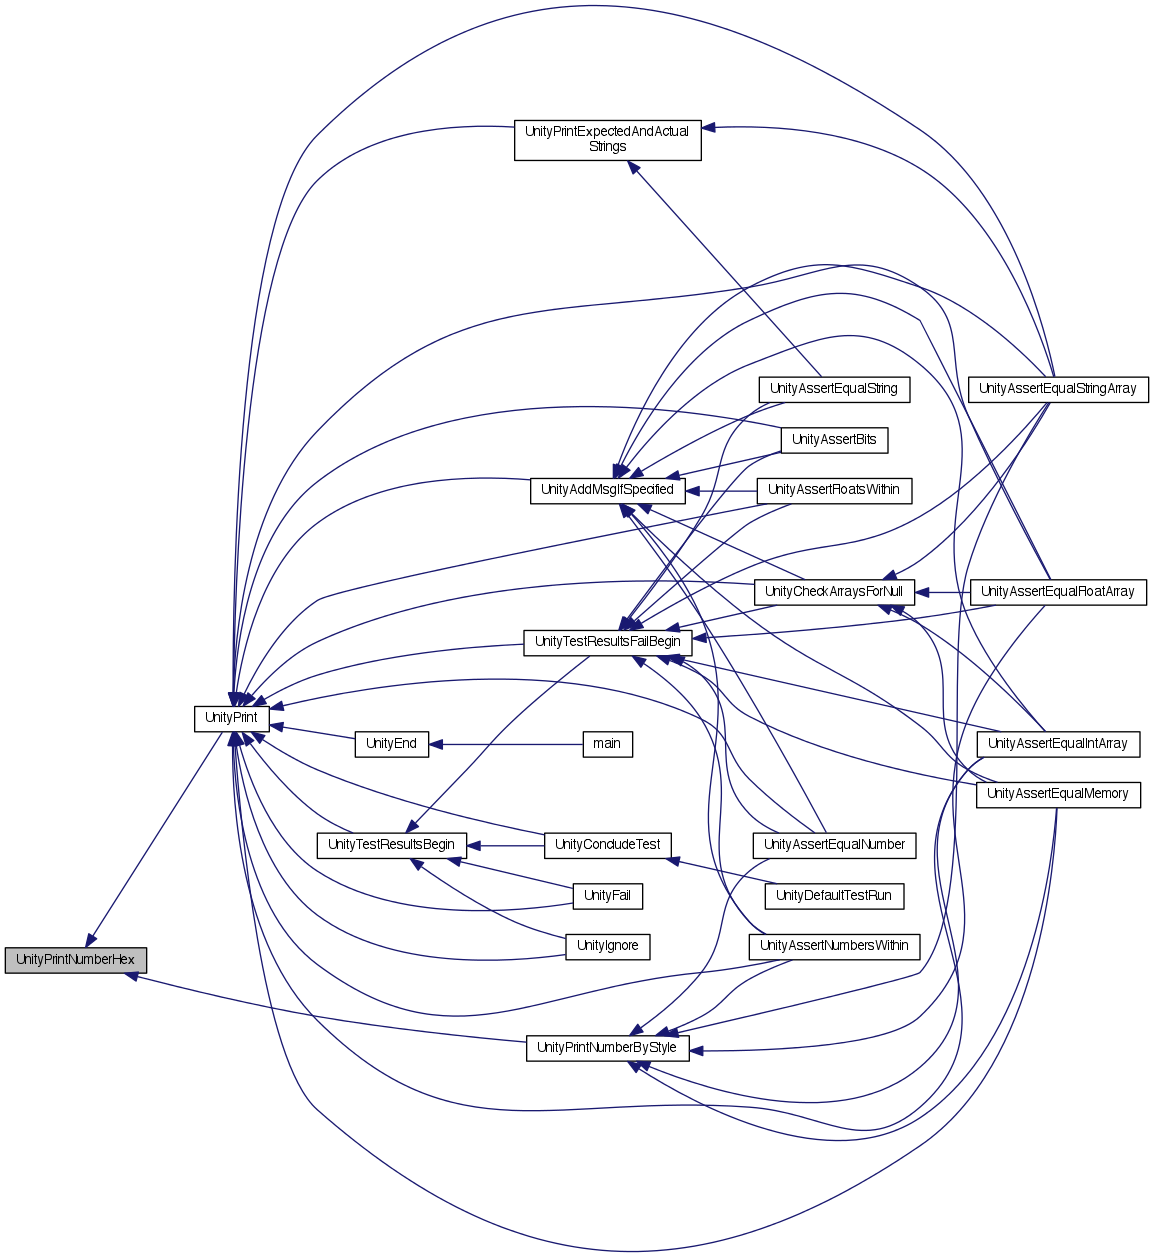 UnityPrintExpectedAndActual
Strings
UnityAssertEqualString
UnityAssertEqualStringArray
UnityAssertBits
UnityAddMsgIfSpecified
UnityAssertFloatsWithin
UnityCheckArraysForNull
UnityAssertEqualFloatArray
UnityTestResultsFailBegin
UnityPrint
UnityEnd
main
UnityAssertEqualIntArray
UnityAssertEqualMemory
UnityTestResultsBegin
UnityConcludeTest
UnityAssertEqualNumber
UnityFail
UnityDefaultTestRun
UnityIgnore
UnityAssertNumbersWithin
UnityPrintNumberHex
UnityPrintNumberByStyle